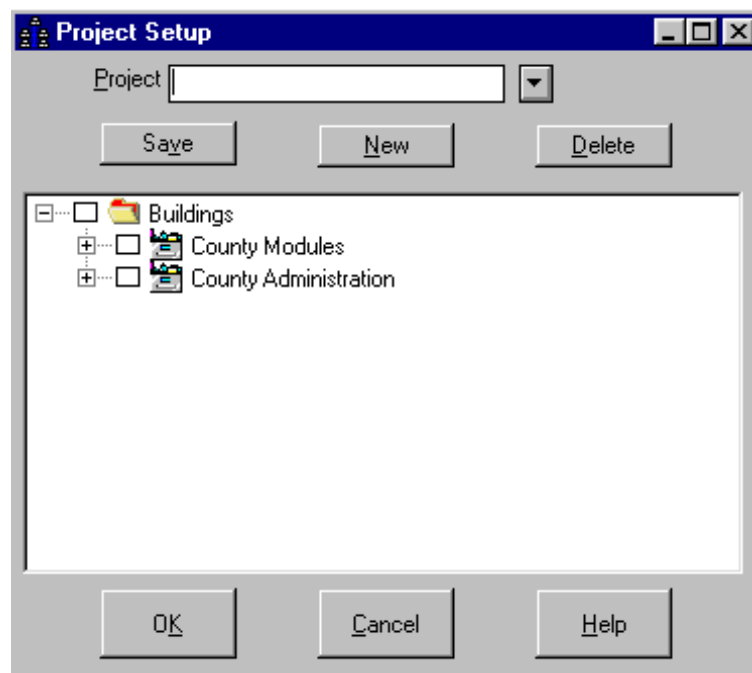 Project Setup
Project
Save New Delete
Buildings
County Modules
County Administration
OK Cancel Help